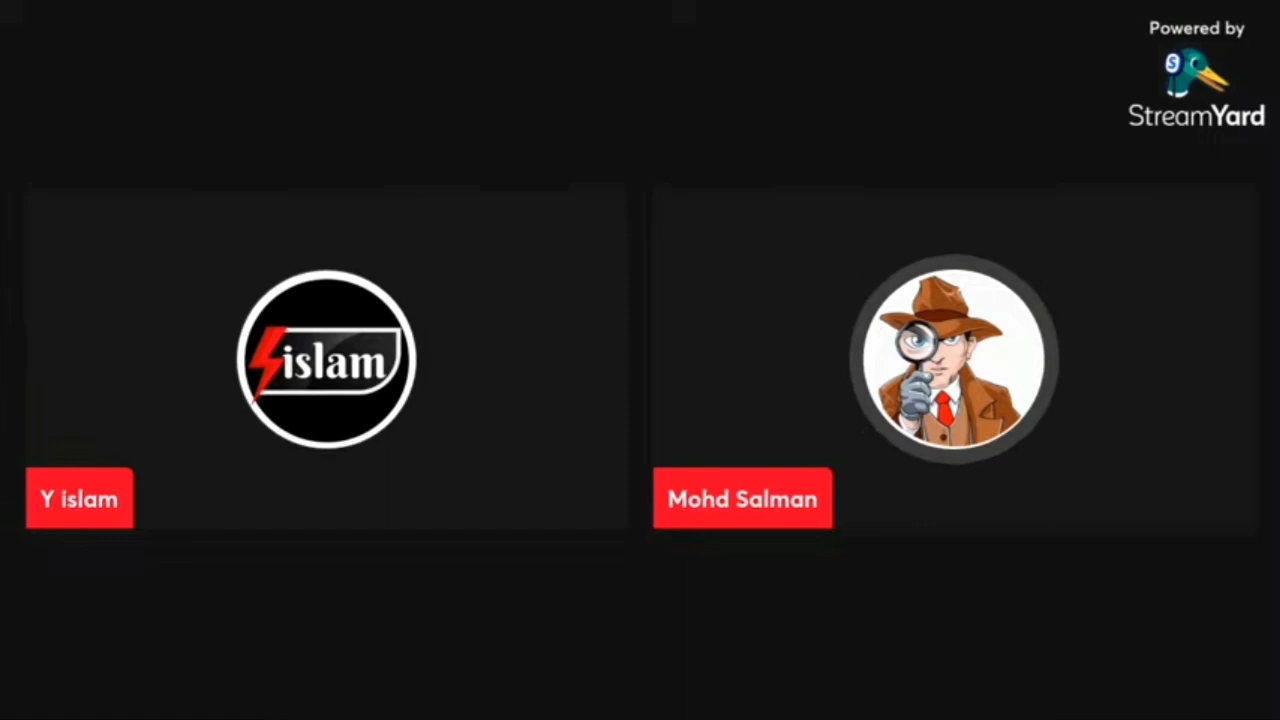 Powered by
S
StreamYard
islam
Y islam
Mohd Salman